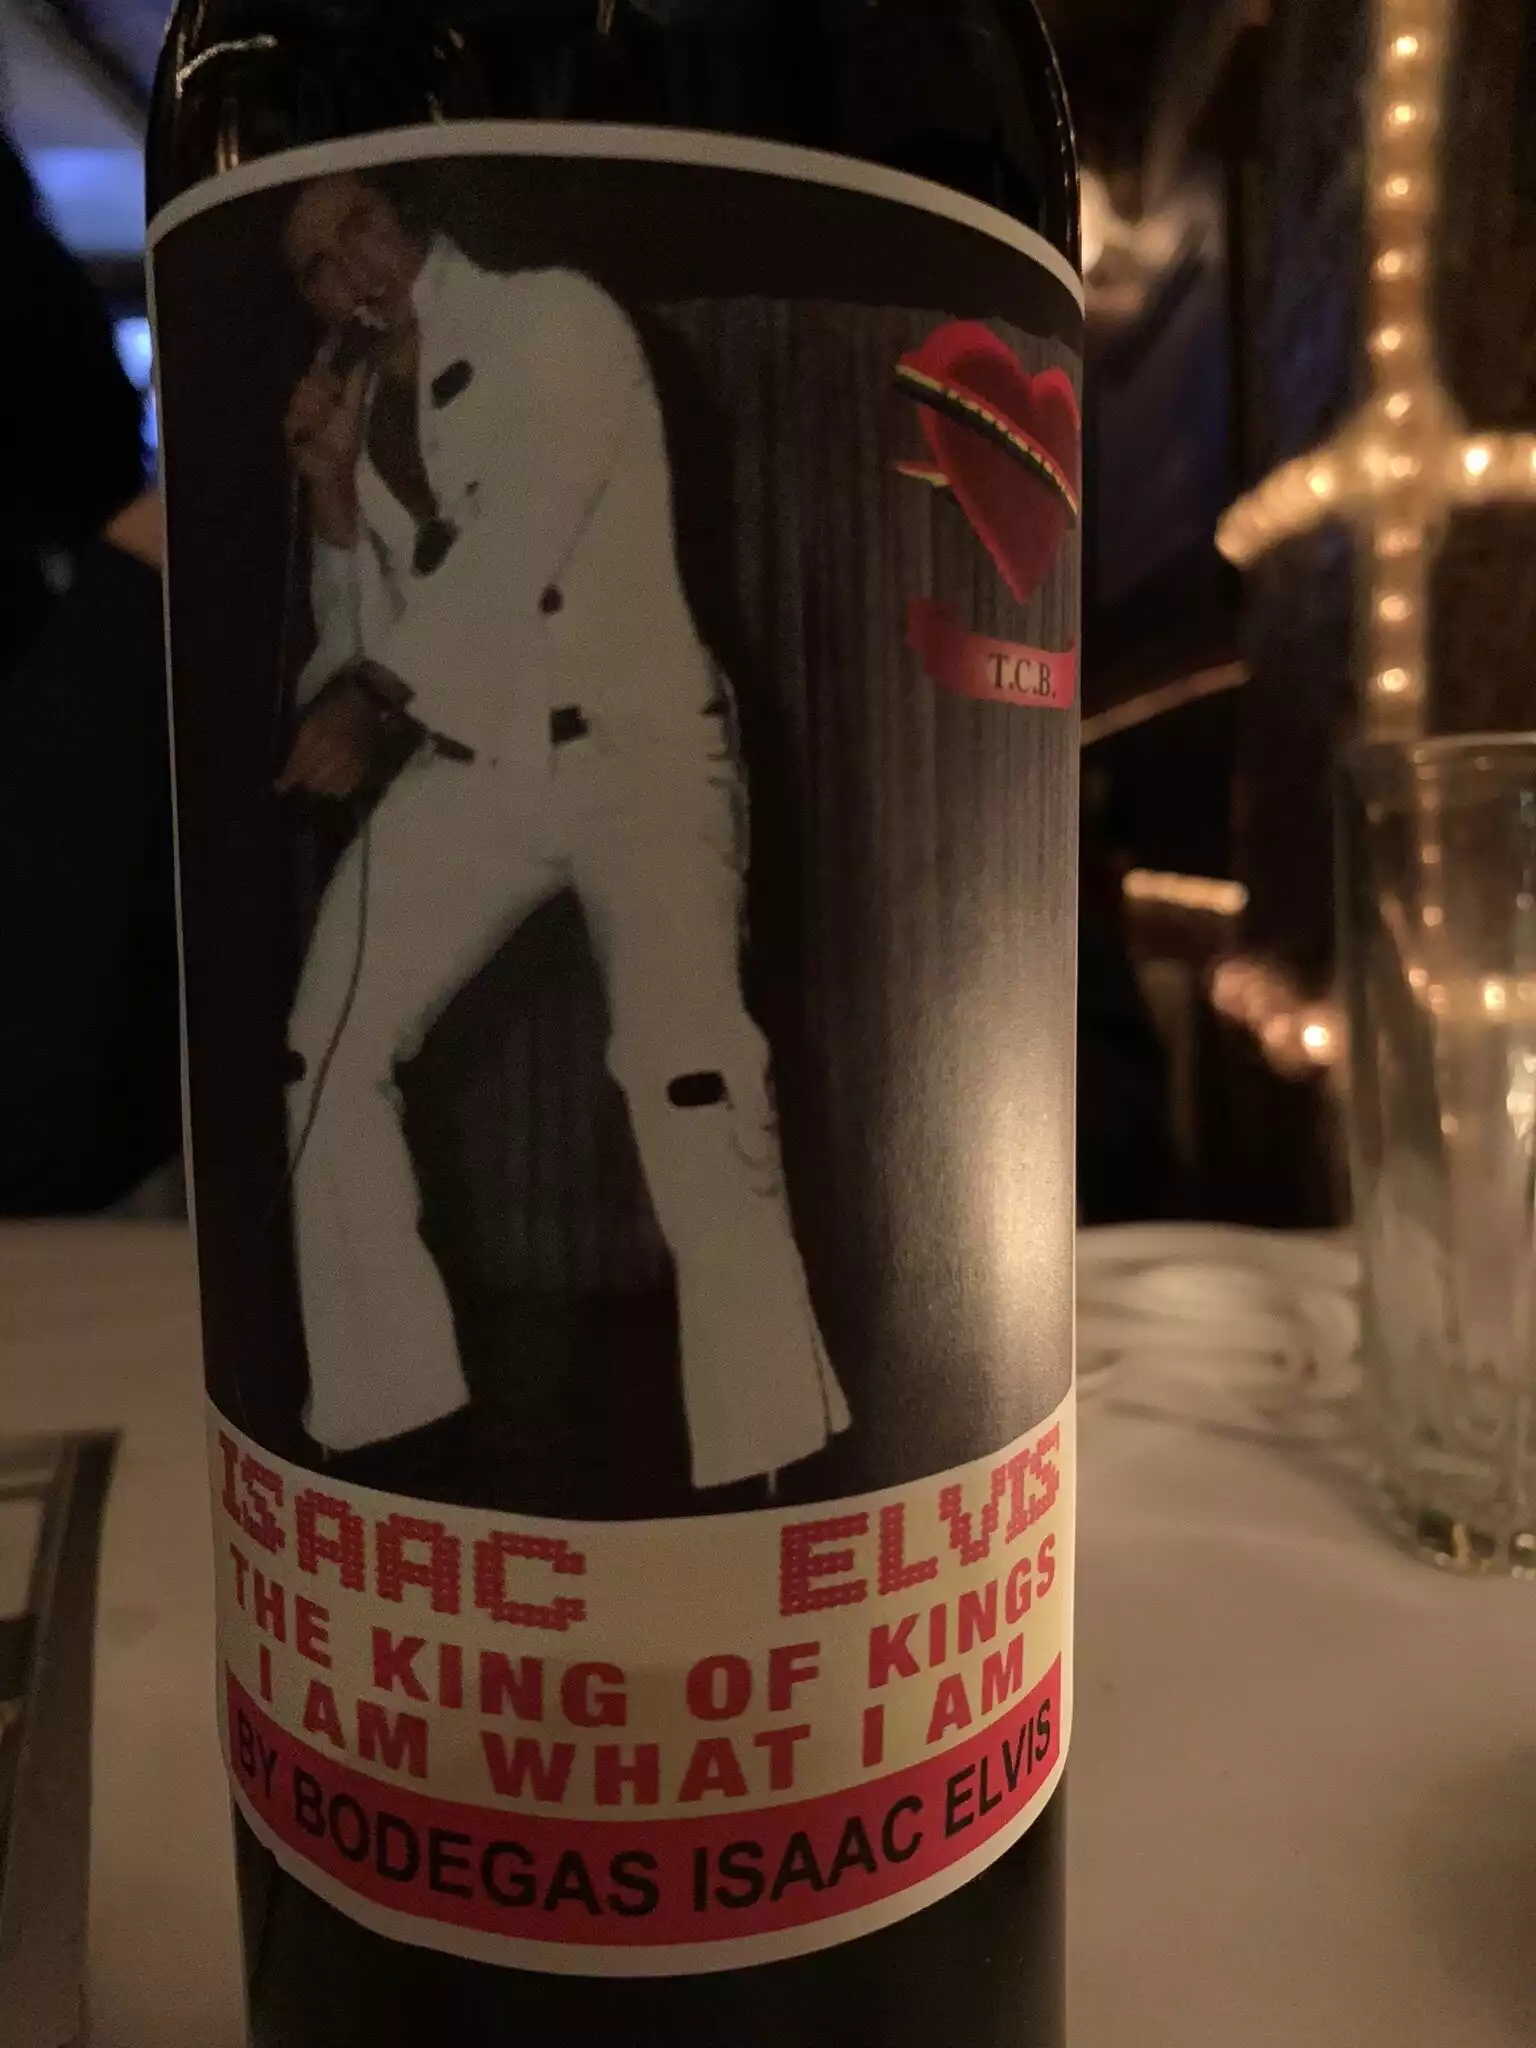 T.C.B.
ISAAC ELVIS
THE KING OF KINGS
I AM WHAT I AM
BY BODEGAS ISAAC ELVIS